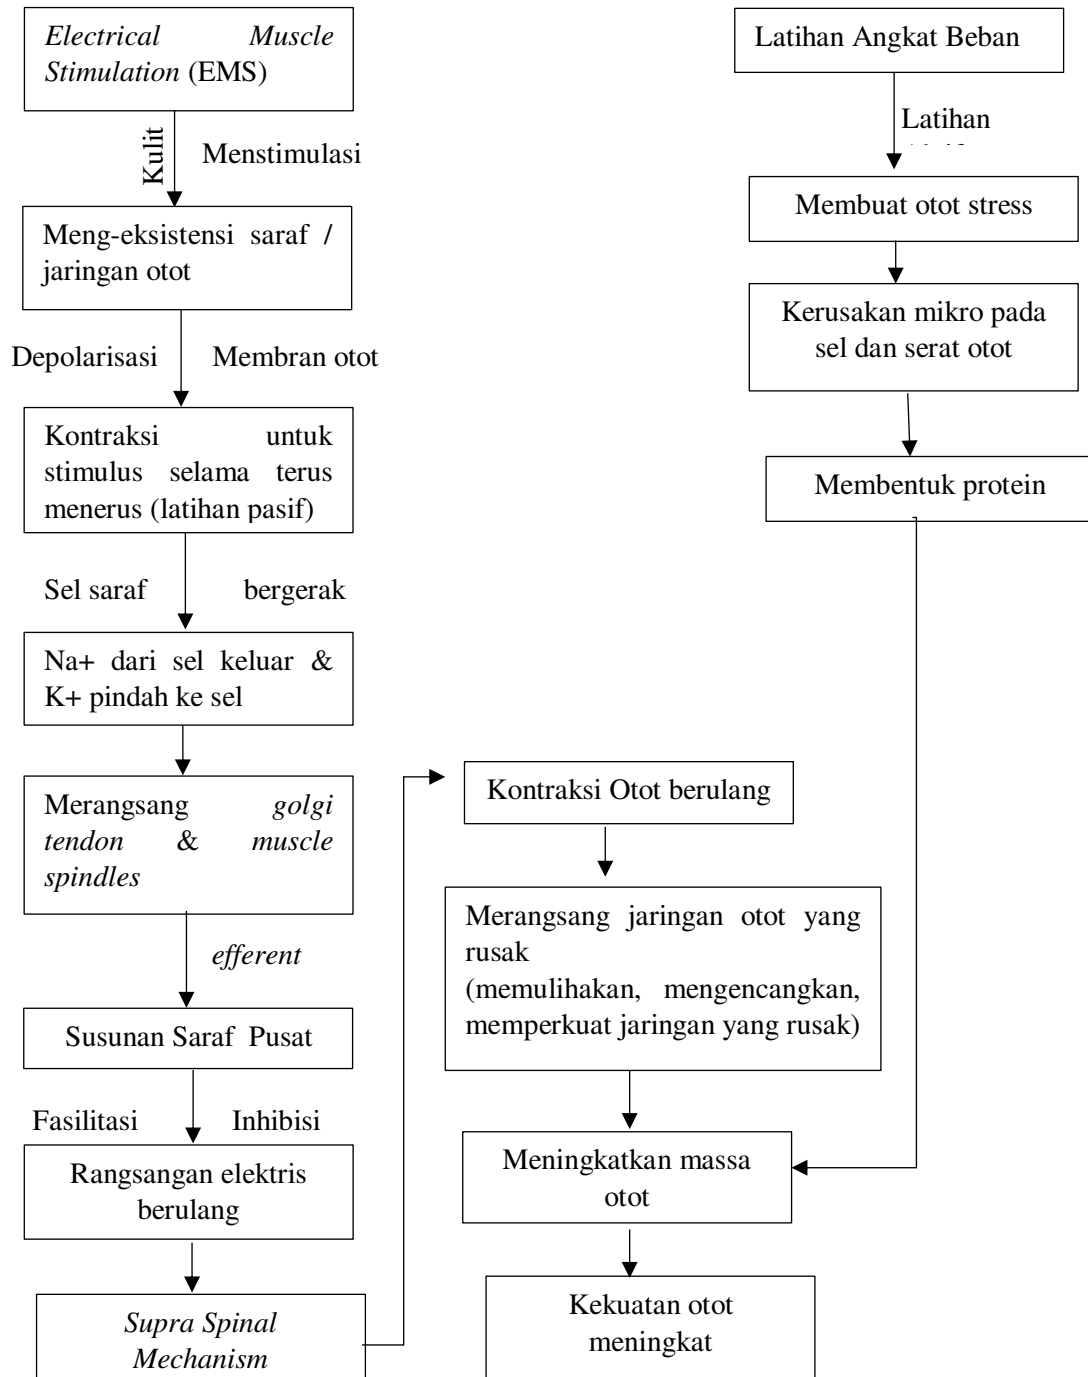 Electrical Muscle
Stimulation (EMS)
Kulit
Menstimulasi
Meng-eksistensi saraf /
jaringan otot
Depolarisasi
Membran otot
Kontraksi untuk
stimulus selama terus
menerus (latihan pasif)
Sel saraf
bergerak
Na+ dari sel keluar &
K+ pindah ke sel
Merangsang golgi
tendon & muscle
spindles
efferent
Susunan Saraf Pusat
Fasilitasi
Inhibisi
Rangsangan elektris
berulang
Supra Spinal
Mechanism
Kontraksi Otot berulang
Merangsang jaringan otot yang
rusak
(memulihakan, mengencangkan,
memperkuat jaringan yang rusak)
Meningkatkan massa
otot
Kekuatan otot
meningkat
Latihan Angkat Beban
Latihan
Membuat otot stress
Kerusakan mikro pada
sel dan serat otot
Membentuk protein